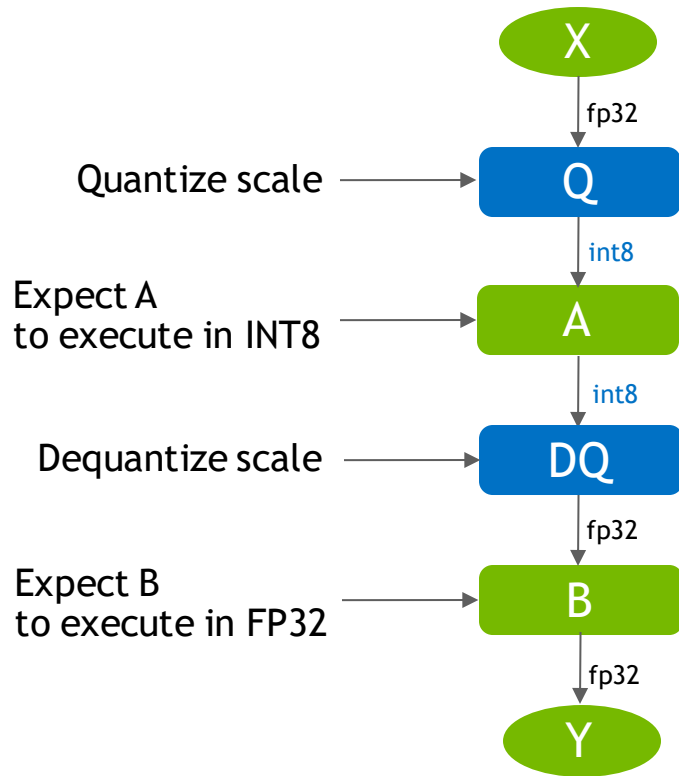 X
fp32
Quantize scale
Q
int8
Expect A
to execute in INT8
A
int8
Dequantize scale
DQ
fp32
Expect B
to execute in FP32
B
fp32
Y